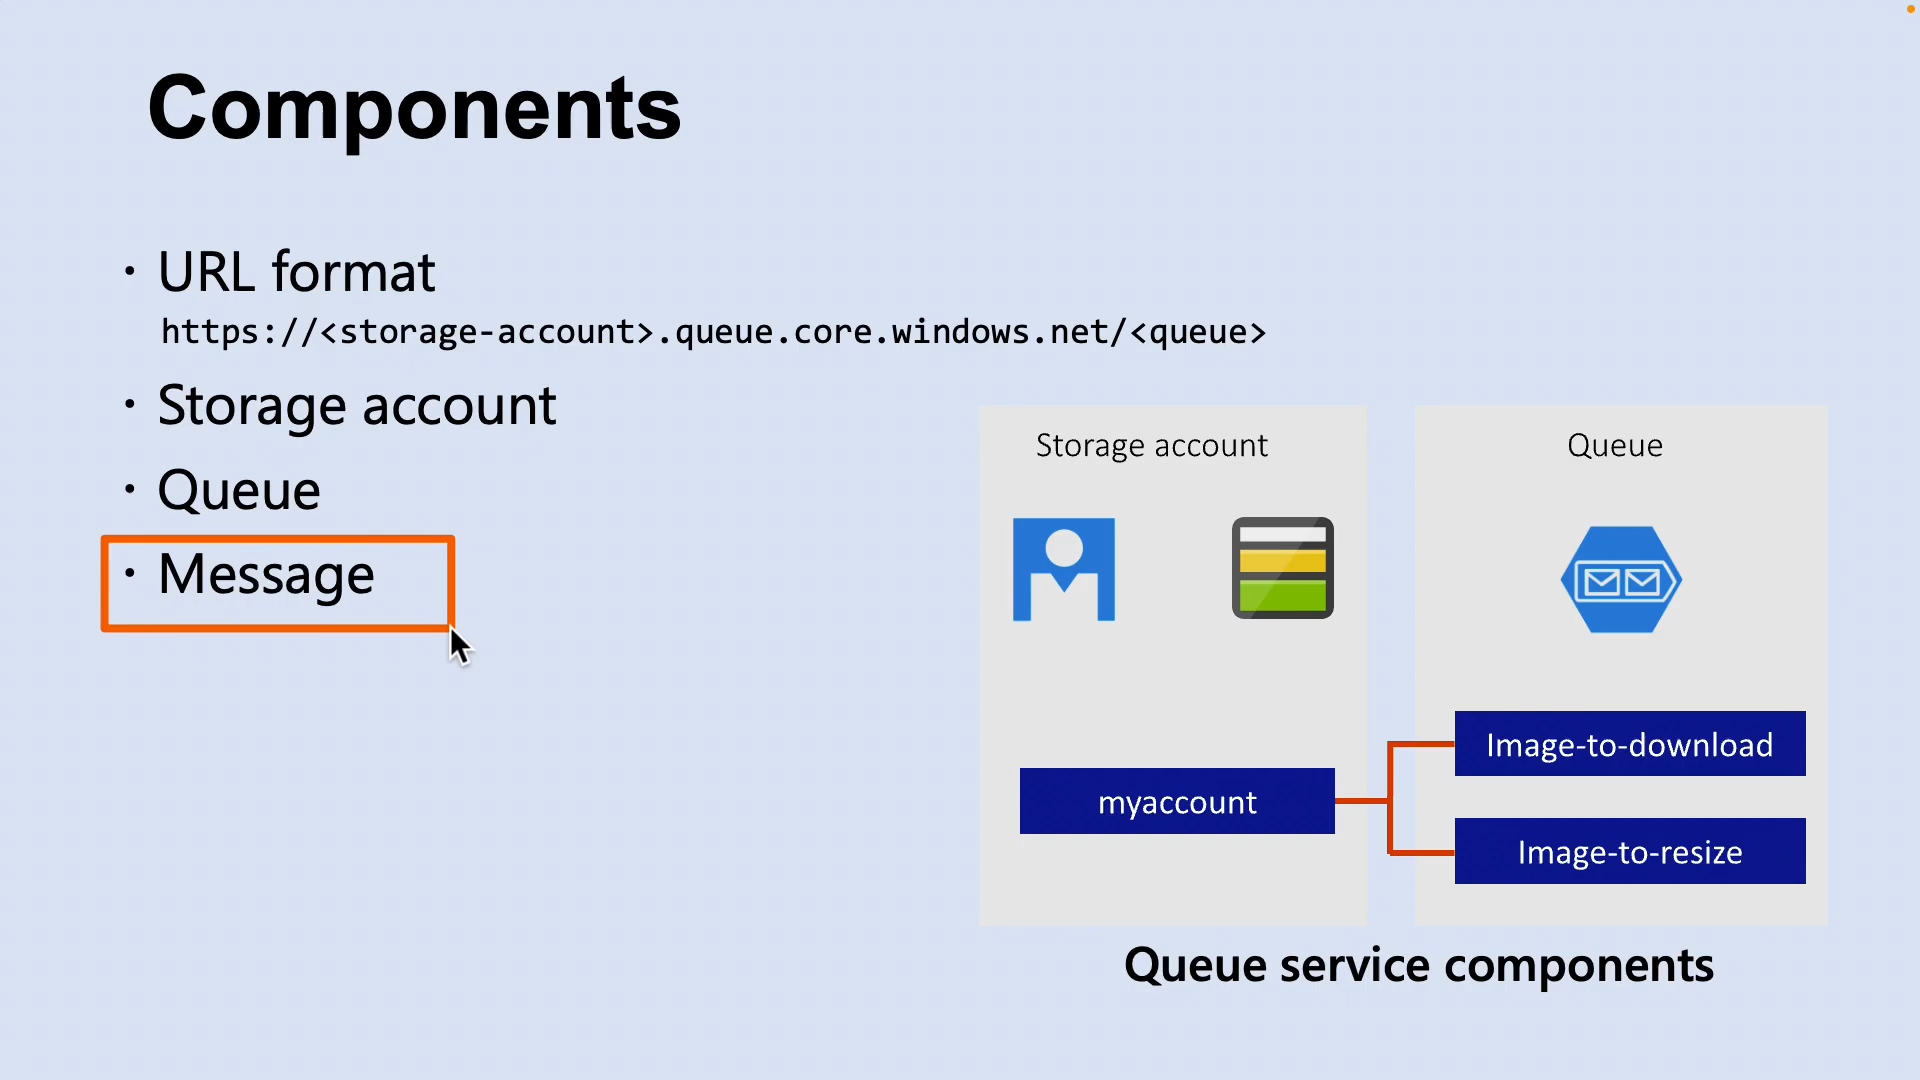 Components
· URL format
https://<storage-account>.queue.core.windows.net/<queue>
· Storage account
· Queue
· Message
Storage account
Queue
myaccount
Image-to-download
Image-to-resize
Queue service components